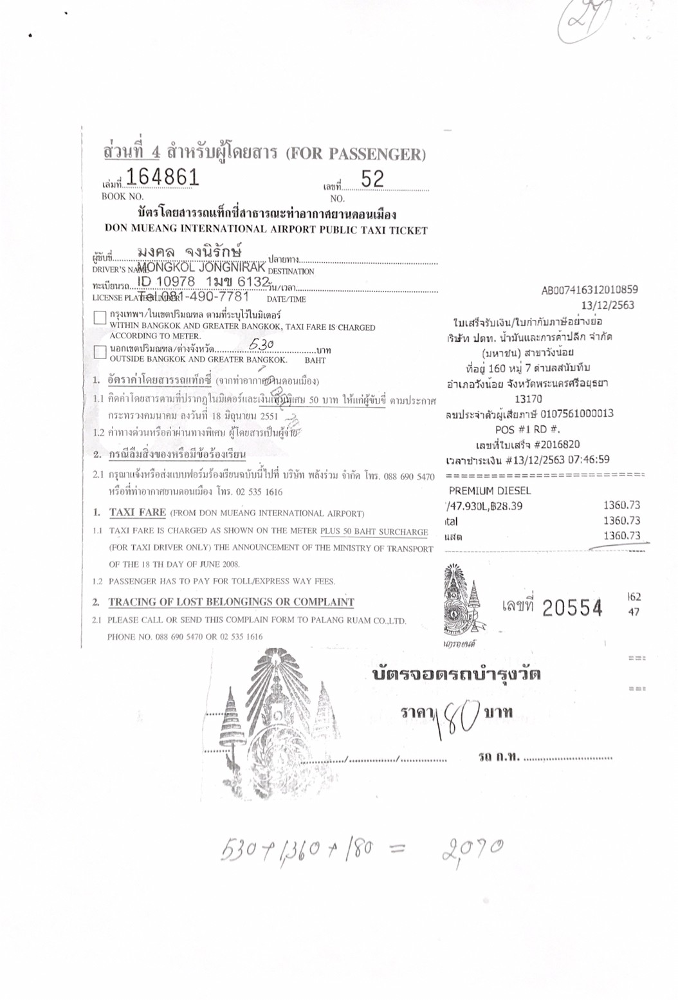 27
ส่วนที่ 4 สำหรับผู้โดยสาร (FOR PASSENGER)
เล่มที่ 164861 เลขที่ 52
BOOK NO. NO.
บัตรโดยสารรถแท็กซี่สาธารณะท่าอากาศยานดอนเมือง
DON MUEANG INTERNATIONAL AIRPORT PUBLIC TAXI TICKET
ผู้ขับขี่ มงคล จงนิรักษ์ ปลายทาง
DRIVER'S NAME MONGKOL JONGNIRAK DESTINATION
ทะเบียนรถ ID 10978 1มข 6132 วัน/เวลา
LICENSE PLATE NUMBER Tel.081-490-7781 DATE/TIME
กรุงเทพฯ/ในเขตปริมณฑล ตามที่ระบุไว้ในมิเตอร์
WITHIN BANGKOK AND GREATER BANGKOK, TAXI FARE IS CHARGED
ACCORDING TO METER.
นอกเขตปริมณฑล/ต่างจังหวัด 530 บาท
OUTSIDE BANGKOK AND GREATER BANGKOK. BAHT
1. อัตราค่าโดยสารรถแท็กซี่ (จากท่าอากาศยานดอนเมือง)
1.1 คิดค่าโดยสารตามที่ปรากฏในมิเตอร์และเงินเพิ่มพิเศษ 50 บาท ให้แก่ผู้ขับขี่ ตามประกาศ
กระทรวงคมนาคม ลงวันที่ 18 มิถุนายน 2551
1.2 ค่าทางด่วนหรือค่าผ่านทางพิเศษ ผู้โดยสารเป็นผู้จ่าย
2. กรณีลืมสิ่งของหรือมีข้อร้องเรียน
2.1 กรุณาแจ้งหรือส่งแบบฟอร์มร้องเรียนฉบับนี้ไปที่ บริษัท พลังร่วม จำกัด โทร. 088 690 5470
หรือที่ท่าอากาศยานดอนเมือง โทร. 02 535 1616
1. TAXI FARE (FROM DON MUEANG INTERNATIONAL AIRPORT)
1.1 TAXI FARE IS CHARGED AS SHOWN ON THE METER PLUS 50 BAHT SURCHARGE
(FOR TAXI DRIVER ONLY) THE ANNOUNCEMENT OF THE MINISTRY OF TRANSPORT
OF THE 18 TH DAY OF JUNE 2008.
1.2 PASSENGER HAS TO PAY FOR TOLL/EXPRESS WAY FEES.
2. TRACING OF LOST BELONGINGS OR COMPLAINT
2.1 PLEASE CALL OR SEND THIS COMPLAIN FORM TO PALANG RUAM CO.,LTD.
PHONE NO. 088 690 5470 OR 02 535 1616
AB007416312010859
13/12/2563
ใบเสร็จรับเงิน/ใบกำกับภาษีอย่างย่อ
บริษัท ปตท. น้ำมันและการค้าปลีก จำกัด
(มหาชน) สาขาวังน้อย
ที่อยู่ 160 หมู่ 7 ตำบลสนับทึบ
อำเภอวังน้อย จังหวัดพระนครศรีอยุธยา
13170
ลขประจำตัวผู้เสียภาษี 0107561000013
POS #1 RD #.
เลขที่ใบเสร็จ #2016820
เวลาชำระเงิน #13/12/2563 07:46:59
PREMIUM DIESEL
/47.930L,฿28.39 1360.73
tal 1360.73
นสด 1360.73
เลขที่ 20554
162
47
บัตรจอดรถบำรุงวัด
ราคา 180 บาท
รถ ก.ท.
530+1,360+180 = 2,070